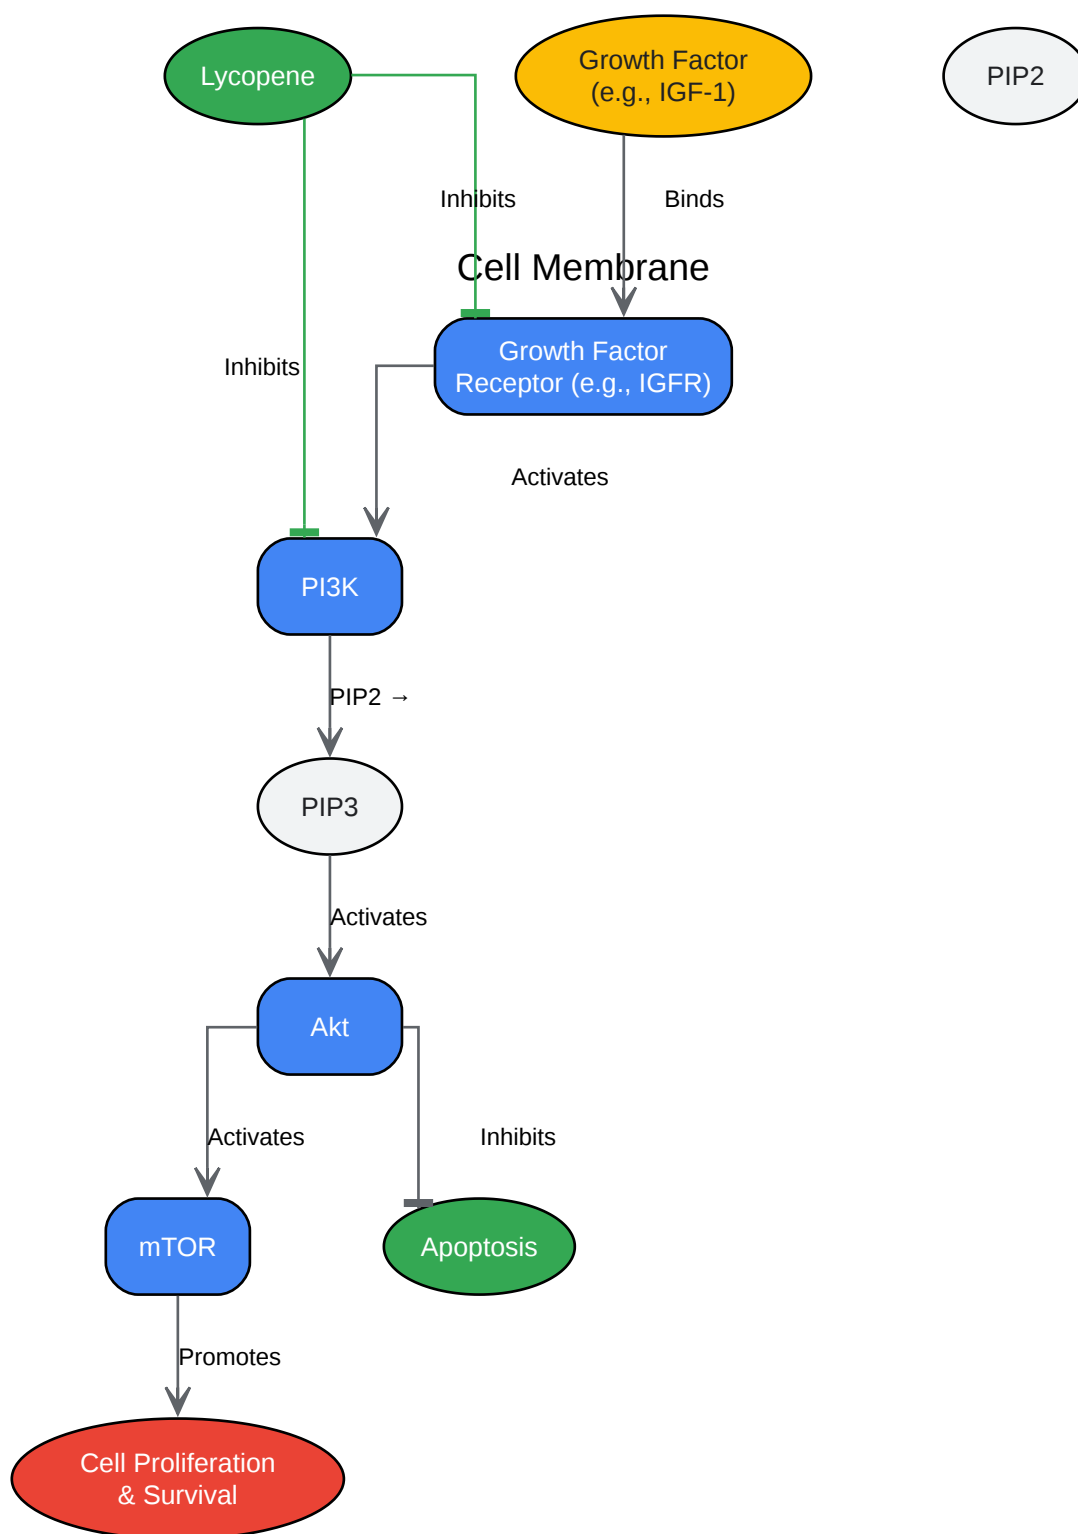 Lycopene
Growth Factor
(e.g., IGF-1)
PIP2
Inhibits
Binds
Cell Membrane
Growth Factor
Receptor (e.g., IGFR)
Inhibits
Activates
PI3K
PIP2 →
PIP3
Activates
Akt
Activates
Inhibits
mTOR
Apoptosis
Promotes
Cell Proliferation
& Survival